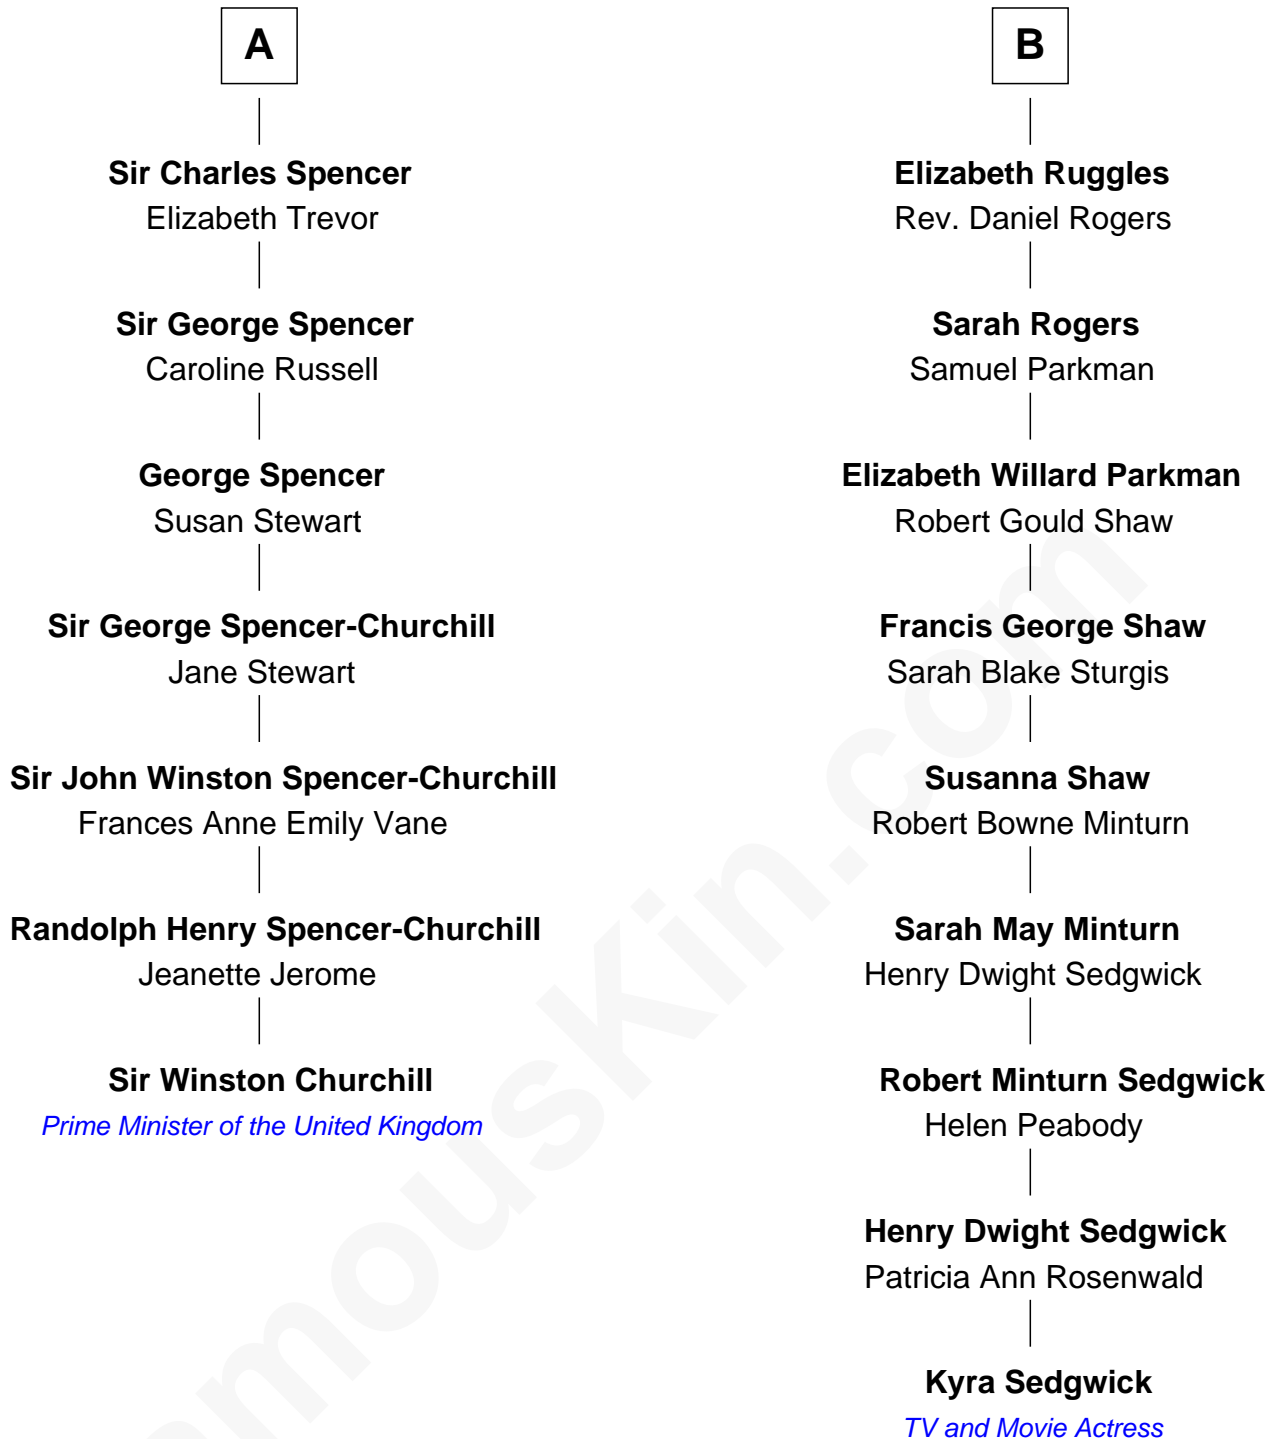 A
Sir Charles Spencer
Elizabeth Trevor
Sir George Spencer
Caroline Russell
George Spencer
Susan Stewart
Sir George Spencer-Churchill
Jane Stewart
Sir John Winston Spencer-Churchill
Frances Anne Emily Vane
Randolph Henry Spencer-Churchill
Jeanette Jerome
Sir Winston Churchill
Prime Minister of the United Kingdom
B
Elizabeth Ruggles
Rev. Daniel Rogers
Sarah Rogers
Samuel Parkman
Elizabeth Willard Parkman
Robert Gould Shaw
Francis George Shaw
Sarah Blake Sturgis
Susanna Shaw
Robert Bowne Minturn
Sarah May Minturn
Henry Dwight Sedgwick
Robert Minturn Sedgwick
Helen Peabody
Henry Dwight Sedgwick
Patricia Ann Rosenwald
Kyra Sedgwick
TV and Movie Actress
amouskin.com